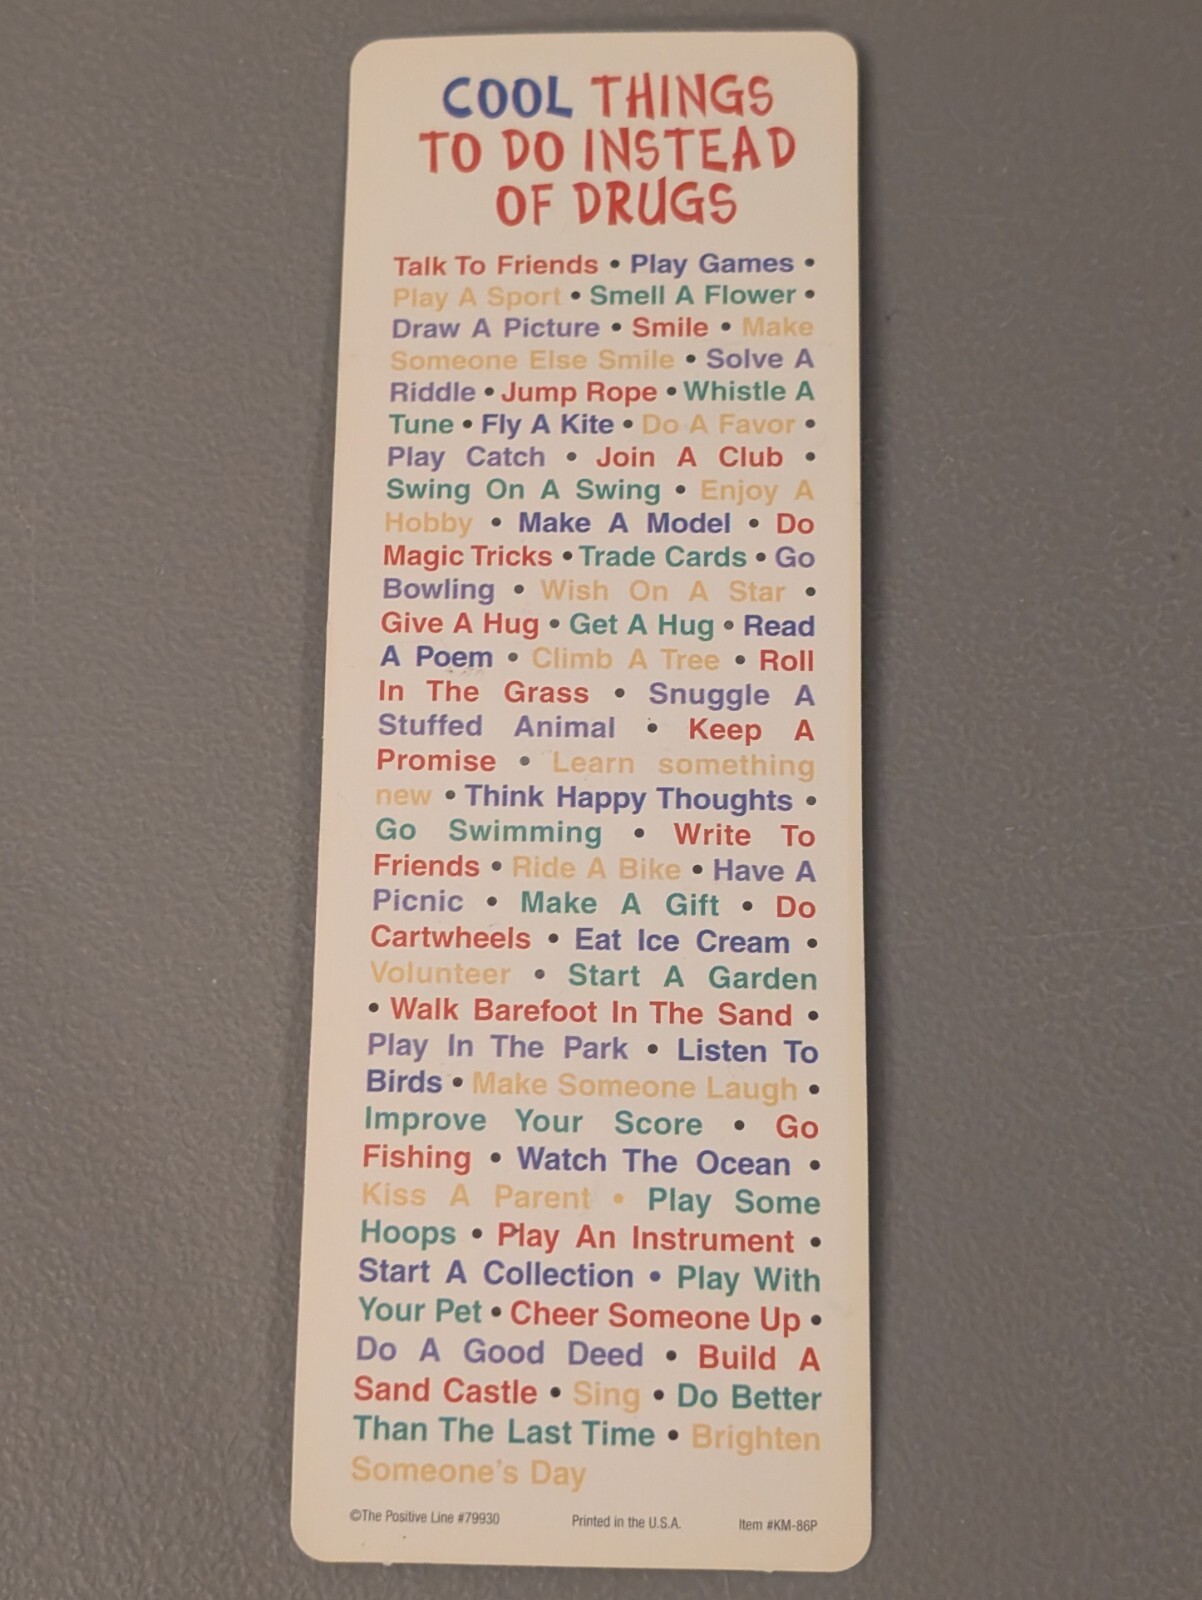 COOL THINGS
TO DO INSTEAD
OF DRUGS
Talk To Friends • Play Games •
Play A Sport • Smell A Flower •
Draw A Picture • Smile • Make
Someone Else Smile • Solve A
Riddle • Jump Rope • Whistle A
Tune • Fly A Kite • Do A Favor •
Play Catch • Join A Club •
Swing On A Swing • Enjoy A
Hobby • Make A Model • Do
Magic Tricks • Trade Cards • Go
Bowling • Wish On A Star •
Give A Hug • Get A Hug • Read
A Poem • Climb A Tree • Roll
In The Grass • Snuggle A
Stuffed Animal • Keep A
Promise • Learn something
new • Think Happy Thoughts •
Go Swimming • Write To
Friends • Ride A Bike • Have A
Picnic • Make A Gift • Do
Cartwheels • Eat Ice Cream •
Volunteer • Start A Garden
• Walk Barefoot In The Sand •
Play In The Park • Listen To
Birds • Make Someone Laugh •
Improve Your Score • Go
Fishing • Watch The Ocean •
Kiss A Parent • Play Some
Hoops • Play An Instrument •
Start A Collection • Play With
Your Pet • Cheer Someone Up •
Do A Good Deed • Build A
Sand Castle • Sing • Do Better
Than The Last Time • Brighten
Someone's Day
©The Positive Line #79930 Printed in the U.S.A. Item #KM-86P